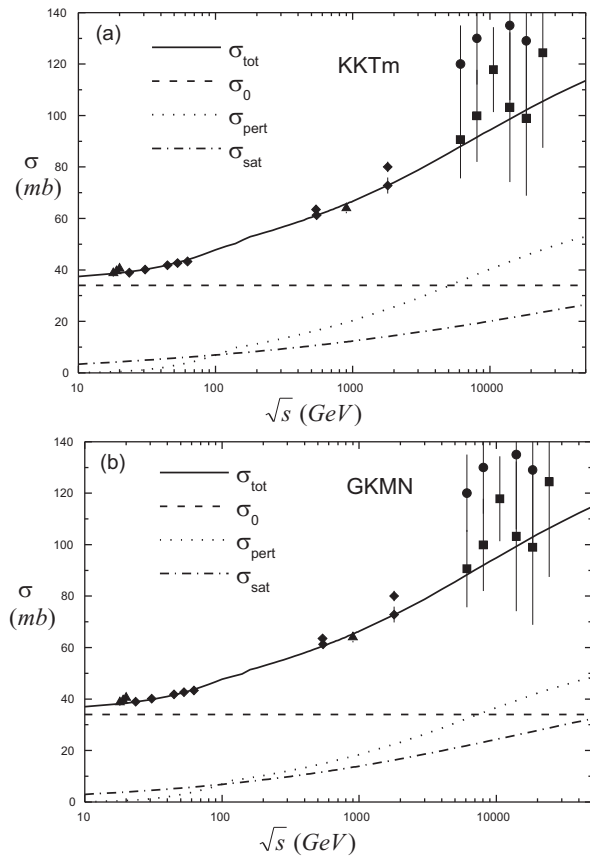 (a)
KKTm
σtot
σ0
σpert
σsat
140
120
100
80
60
40
20
0
σ
(mb)
10 100 1000 10000
√s (GeV)
(b)
GKMN
σtot
σ0
σpert
σsat
140
120
100
80
60
40
20
0
σ
(mb)
10 100 1000 10000
√s (GeV)